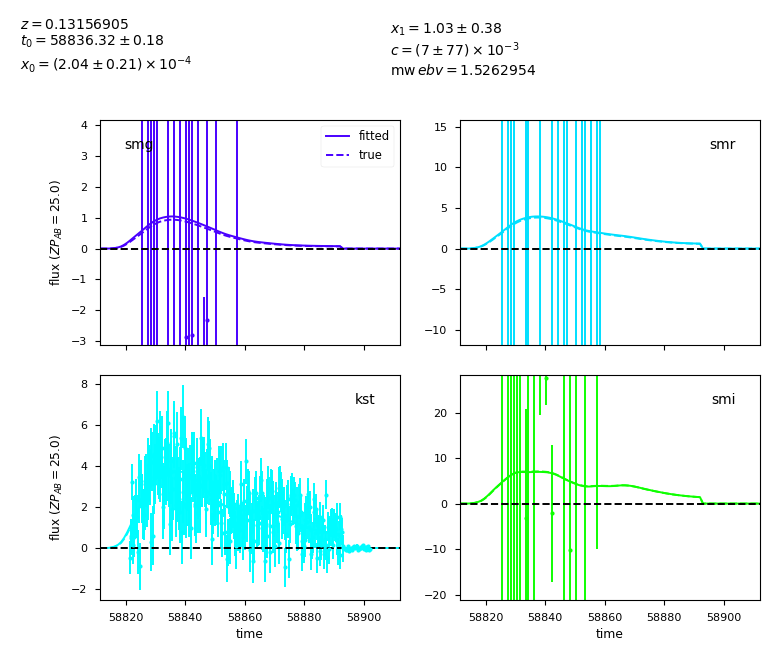 z = 0.13156905
t₀ = 58836.32 ± 0.18
x₀ = (2.04 ± 0.21) × 10⁻⁴
x₁ = 1.03 ± 0.38
c = (7 ± 77) × 10⁻³
mw ebv = 1.5262954
smg
fitted
true
4
3
2
1
0
−1
−2
−3
flux (ZP_AB = 25.0)
smr
15
10
5
0
−5
−10
kst
8
6
4
2
0
−2
flux (ZP_AB = 25.0)
58820 58840 58860 58880 58900
time
smi
20
10
0
−10
−20
58820 58840 58860 58880 58900
time